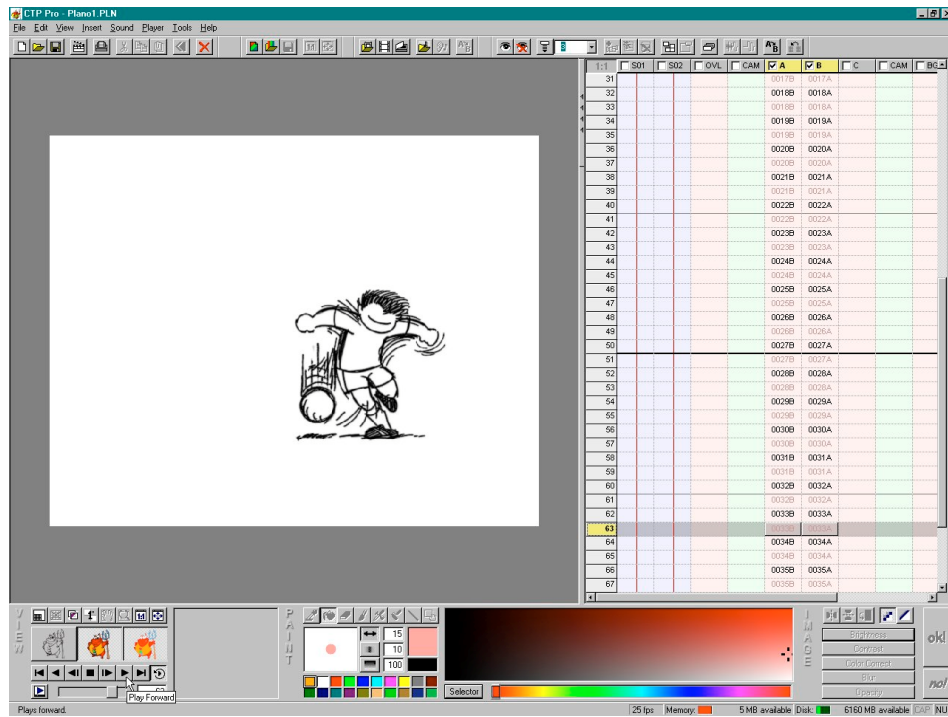 CTP Pro - Plano1.PLN
File Edit View Insert Sound Player Tools Help
1:1 S01 S02 OVL CAM A B C CAM BG
31 0017B 0017A
32 0018B 0018A
33 0018B 0018A
34 0019B 0019A
35 0019B 0019A
36 0020B 0020A
37 0020B 0020A
38 0021B 0021A
39 0021B 0021A
40 0022B 0022A
41 0022B 0022A
42 0023B 0023A
43 0023B 0023A
44 0024B 0024A
45 0024B 0024A
46 0025B 0025A
47 0025B 0025A
48 0026B 0026A
49 0026B 0026A
50 0027B 0027A
51 0027B 0027A
52 0028B 0028A
53 0028B 0028A
54 0029B 0029A
55 0029B 0029A
56 0030B 0030A
57 0030B 0030A
58 0031B 0031A
59 0031B 0031A
60 0032B 0032A
61 0032B 0032A
62 0033B 0033A
63 0033B 0033A
64 0034B 0034A
65 0034B 0034A
66 0035B 0035A
67 0035B 0035A
VIEW
PAINT
15
10
100
Selector
IMAGE
Brightness
Contrast
Color Correct
Blur
Opacity
ok!
no!
Play Forward
Plays forward.
25 fps Memory: 5 MB available Disk: 6160 MB available CAP NU